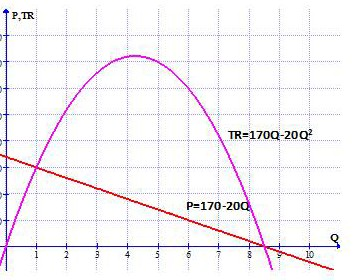 P,TR
TR=170Q-20Q²
P=170-20Q
Q
1 2 3 4 5 6 7 8 9 10